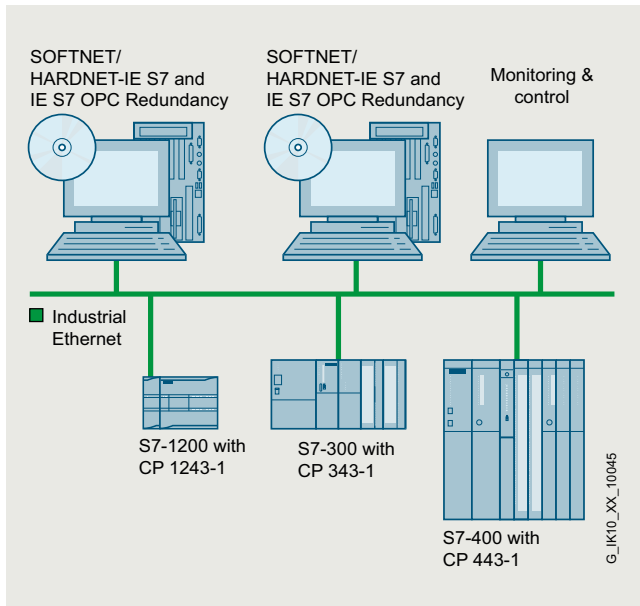 SOFTNET/
HARDNET-IE S7 and
IE S7 OPC Redundancy
SOFTNET/
HARDNET-IE S7 and
IE S7 OPC Redundancy
Monitoring &
control
Industrial
Ethernet
S7-1200 with
CP 1243-1
S7-300 with
CP 343-1
S7-400 with
CP 443-1
G_IK10_XX_10045